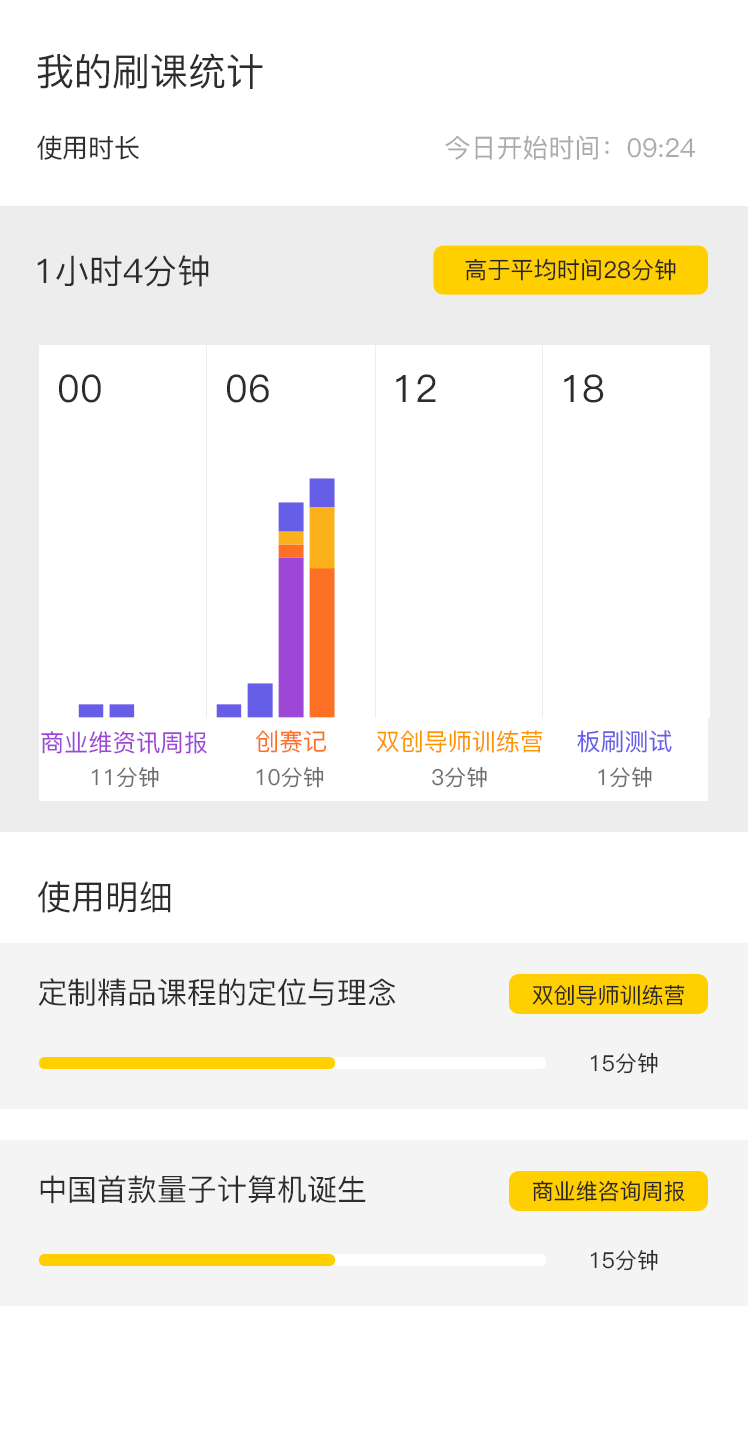 我的刷课统计
使用时长 今日开始时间：09:24
1小时4分钟 高于平均时间28分钟
00 06 12 18
商业维资讯周报 创赛记 双创导师训练营 板刷测试
11分钟 10分钟 3分钟 1分钟
使用明细
定制精品课程的定位与理念 双创导师训练营
15分钟
中国首款量子计算机诞生 商业维咨询周报
15分钟